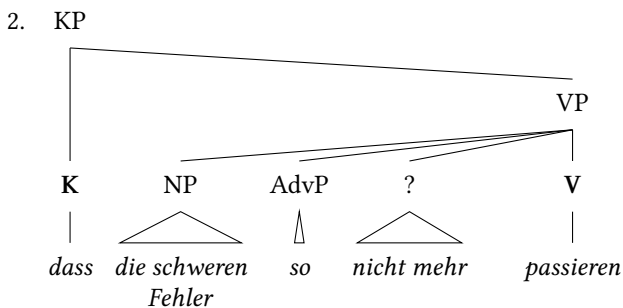 2. KP
VP
K NP AdvP ? V
dass die schweren so nicht mehr passieren
Fehler